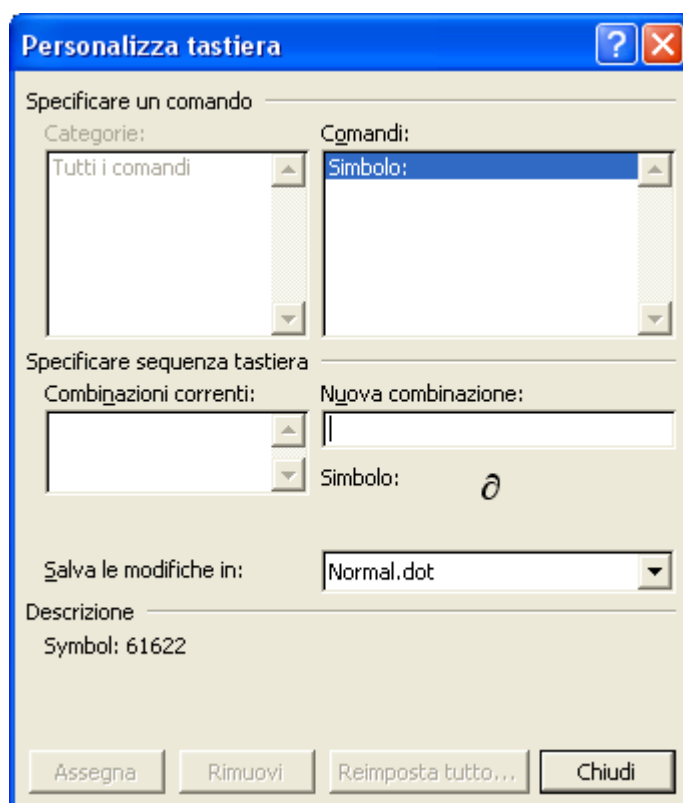 Personalizza tastiera
Specificare un comando
Categorie: Comandi:
Tutti i comandi Simbolo:
Specificare sequenza tastiera
Combinazioni correnti: Nuova combinazione:
Simbolo: ∂
Salva le modifiche in: Normal.dot
Descrizione
Symbol: 61622
Assegna Rimuovi Reimposta tutto... Chiudi